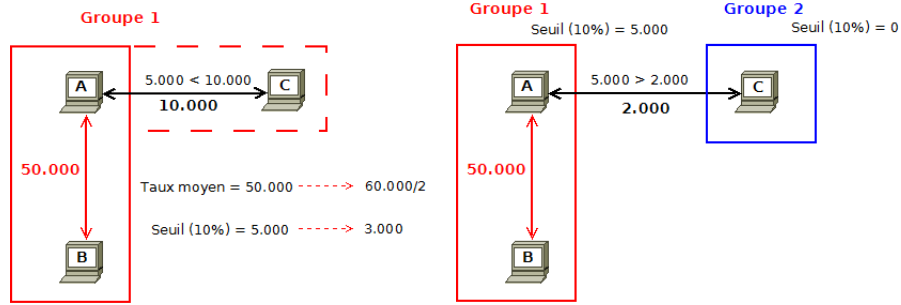 Groupe 1
A
5.000 < 10.000
C
10.000
50.000
Taux moyen = 50.000
60.000/2
Seuil (10%) = 5.000
3.000
B
Groupe 1
Groupe 2
Seuil (10%) = 5.000
Seuil (10%) = 0
A
5.000 > 2.000
C
2.000
50.000
B